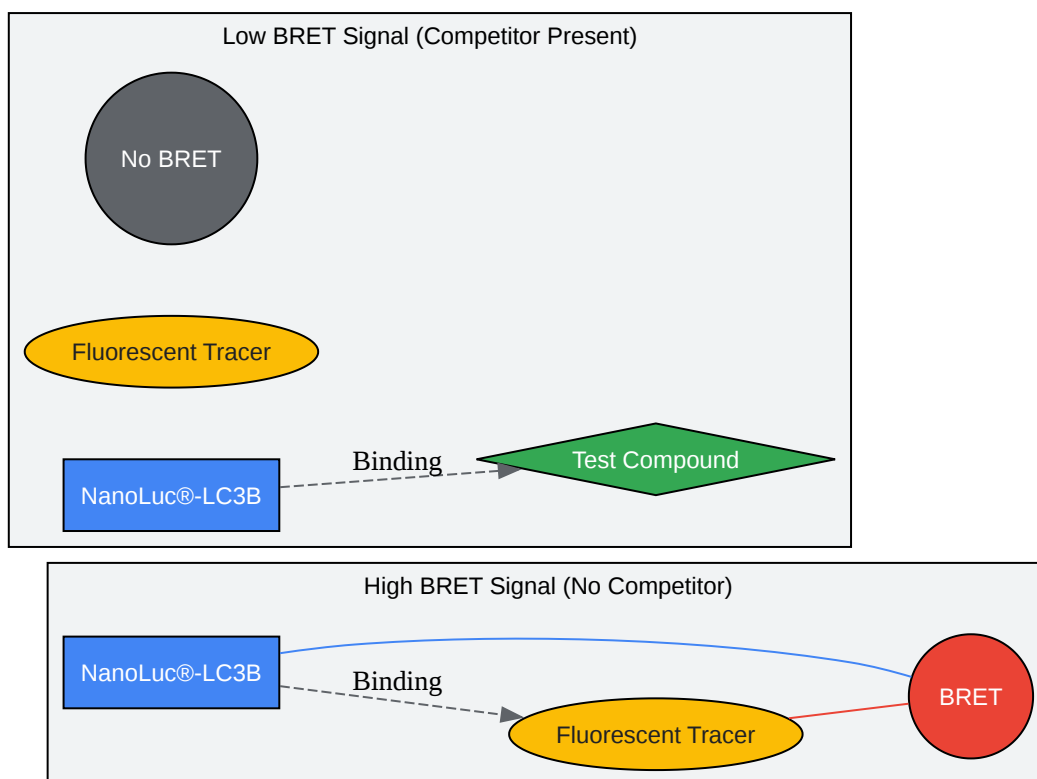 Low BRET Signal (Competitor Present)
No BRET
Fluorescent Tracer
Binding
Test Compound
NanoLuc®-LC3B
High BRET Signal (No Competitor)
NanoLuc®-LC3B
Binding
BRET
Fluorescent Tracer